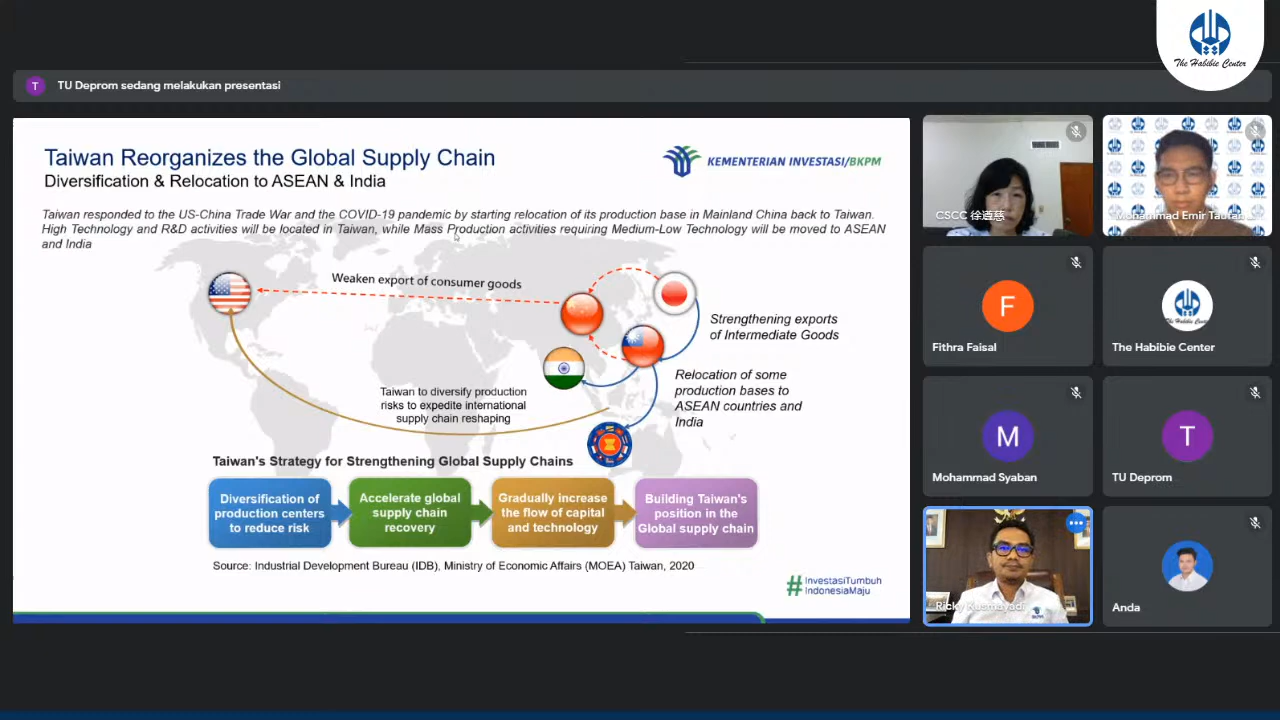 The Habibie Center
T
TU Deprom sedang melakukan presentasi
Taiwan Reorganizes the Global Supply Chain
Diversification & Relocation to ASEAN & India
KEMENTERIAN INVESTASI/BKPM
Taiwan responded to the US-China Trade War and the COVID-19 pandemic by starting relocation of its production base in Mainland China back to Taiwan.
High Technology and R&D activities will be located in Taiwan, while Mass Production activities requiring Medium-Low Technology will be moved to ASEAN
and India
Weaken export of consumer goods
Strengthening exports
of Intermediate Goods
Relocation of some
production bases to
ASEAN countries and
India
Taiwan to diversify production
risks to expedite international
supply chain reshaping
Taiwan's Strategy for Strengthening Global Supply Chains
Diversification of
production centers
to reduce risk
Accelerate global
supply chain
recovery
Gradually increase
the flow of capital
and technology
Building Taiwan's
position in the
Global supply chain
Source: Industrial Development Bureau (IDB), Ministry of Economic Affairs (MOEA) Taiwan, 2020
#InvestasiTumbuh
IndonesiaMaju
CSCC 徐遵慈
Mohammad Emir Taufan
F
Fithra Faisal
The Habibie Center
M
Mohammad Syaban
T
TU Deprom
Ricky Kusmayadi
Anda